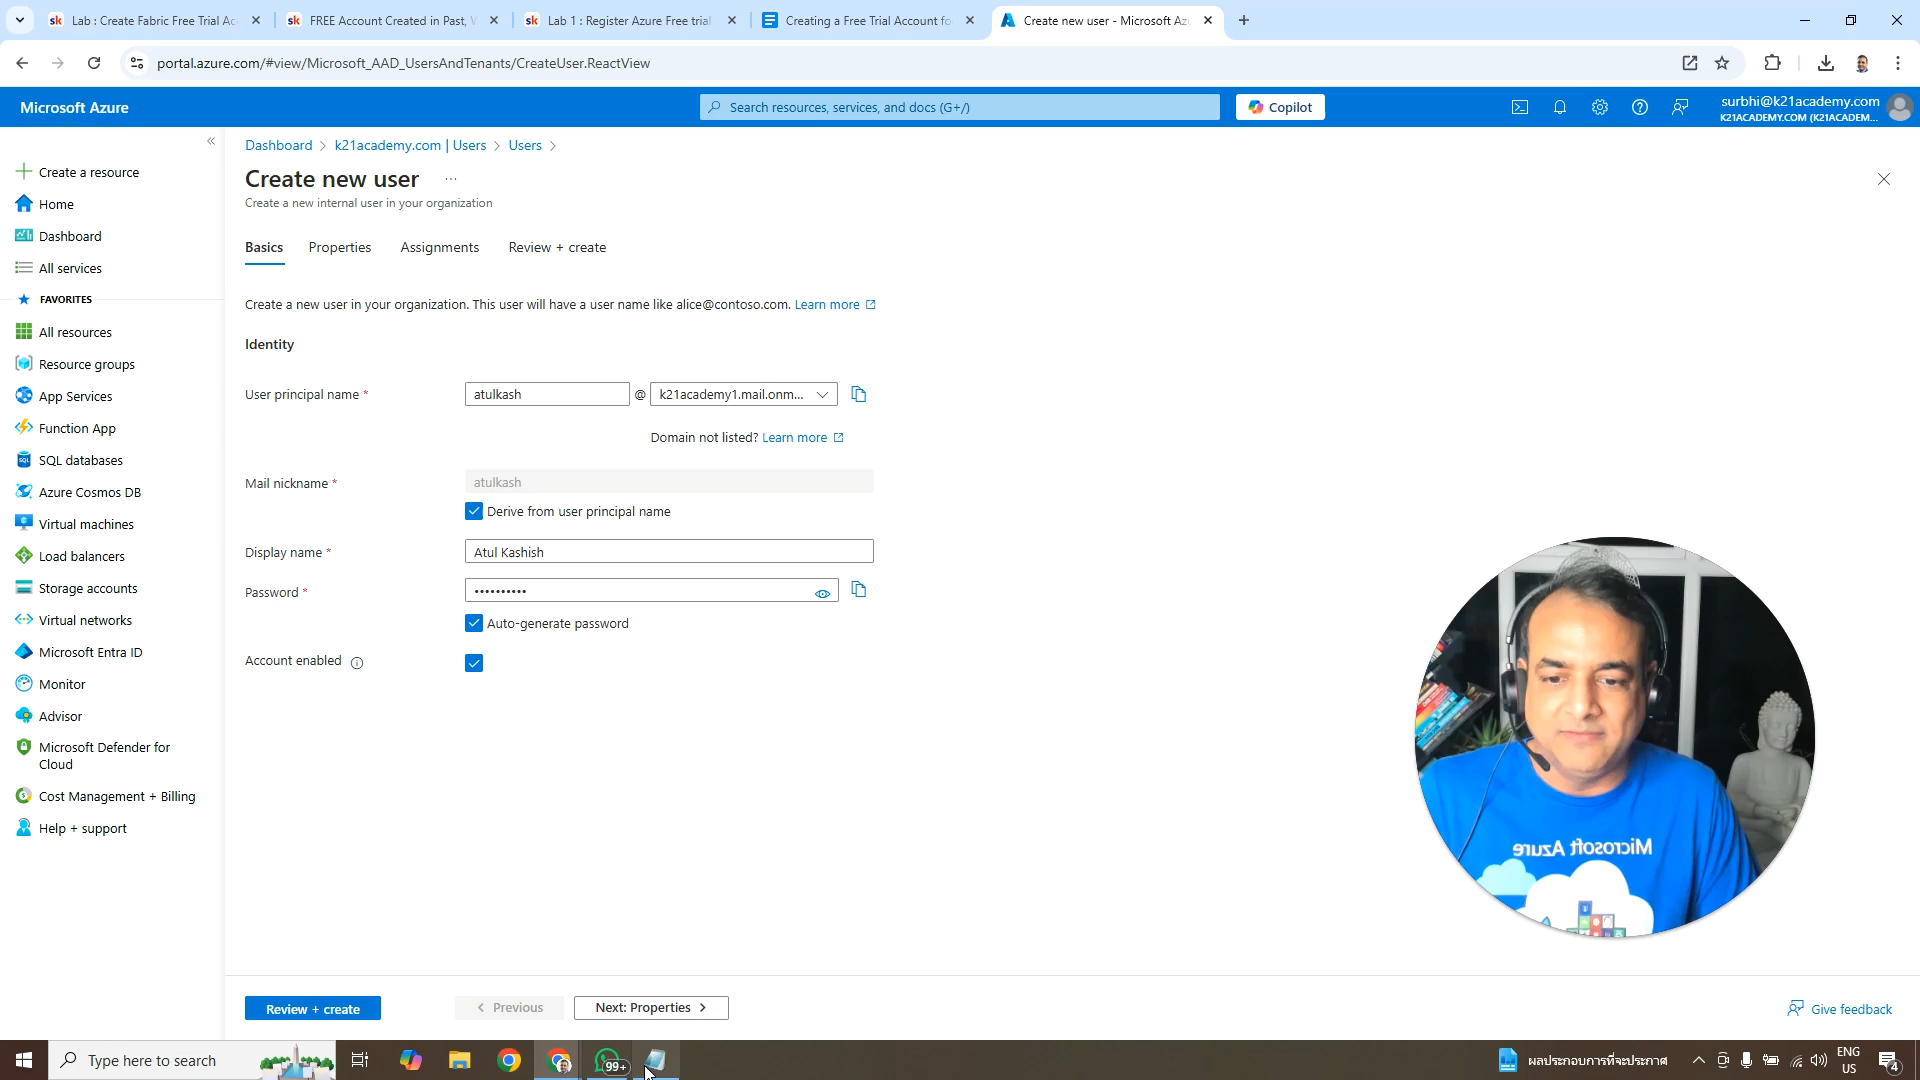 Lab : Create Fabric Free Trial Ac
FREE Account Created in Past, W
Lab 1 : Register Azure Free trial
Creating a Free Trial Account fo
Create new user - Microsoft Azu
portal.azure.com/#view/Microsoft_AAD_UsersAndTenants/CreateUser.ReactView
Microsoft Azure
Search resources, services, and docs (G+/)
Copilot
surbhi@k21academy.com
K21ACADEMY.COM (K21ACADEM...
Create a resource
Home
Dashboard
All services
FAVORITES
All resources
Resource groups
App Services
Function App
SQL databases
Azure Cosmos DB
Virtual machines
Load balancers
Storage accounts
Virtual networks
Microsoft Entra ID
Monitor
Advisor
Microsoft Defender for
Cloud
Cost Management + Billing
Help + support
Dashboard > k21academy.com | Users > Users >
Create new user ...
Create a new internal user in your organization
Basics Properties Assignments Review + create
Create a new user in your organization. This user will have a user name like alice@contoso.com. Learn more
Identity
User principal name * atulkash @ k21academy1.mail.onm...
Domain not listed? Learn more
Mail nickname * atulkash
Derive from user principal name
Display name * Atul Kashish
Password * ••••••••••
Auto-generate password
Account enabled
Microsoft Azure
Review + create < Previous Next: Properties >
Give feedback
Type here to search
99+
ผลประกอบการที่จะประกาศ
ENG
US
4